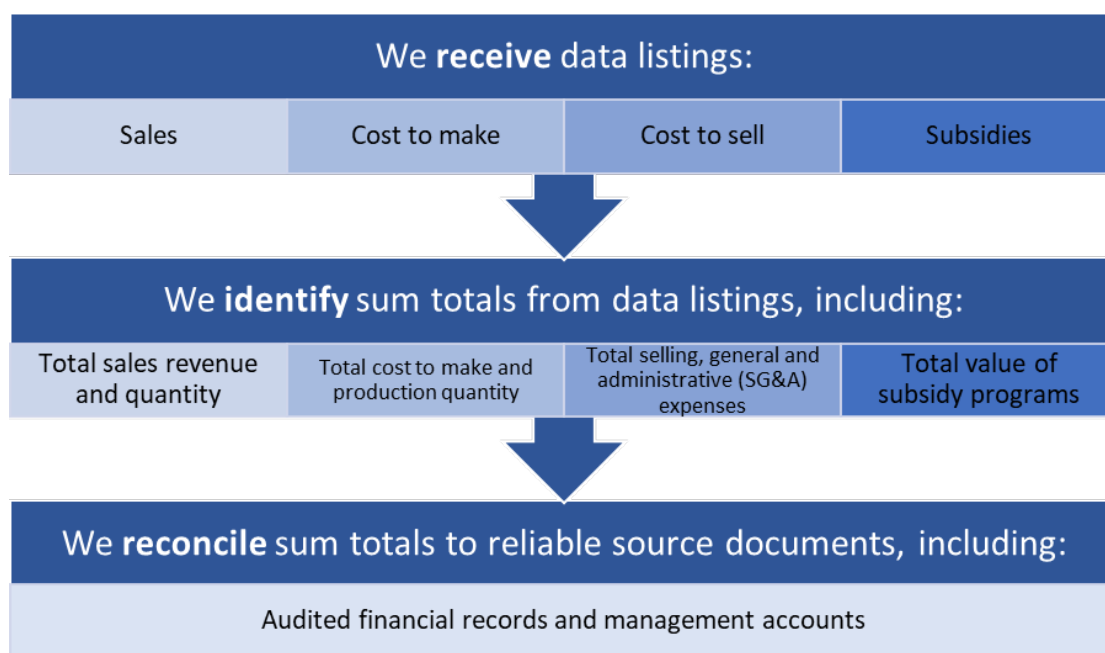 We receive data listings:
Sales
Cost to make
Cost to sell
Subsidies
We identify sum totals from data listings, including:
Total sales revenue
and quantity
Total cost to make and
production quantity
Total selling, general and
administrative (SG&A)
expenses
Total value of
subsidy programs
We reconcile sum totals to reliable source documents, including:
Audited financial records and management accounts